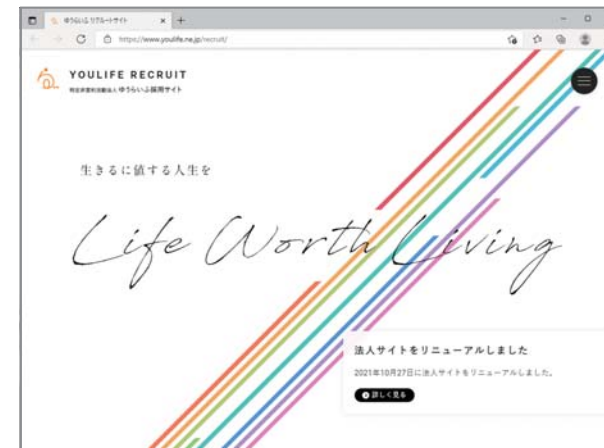 ゆうらいふ リクルートサイト
https://www.youlife.ne.jp/recruit/
YOULIFE RECRUIT
特定非営利活動法人 ゆうらいふ採用サイト
生きるに値する人生を
Life Worth Living
法人サイトをリニューアルしました
2021年10月27日に法人サイトをリニューアルしました。
詳しく見る